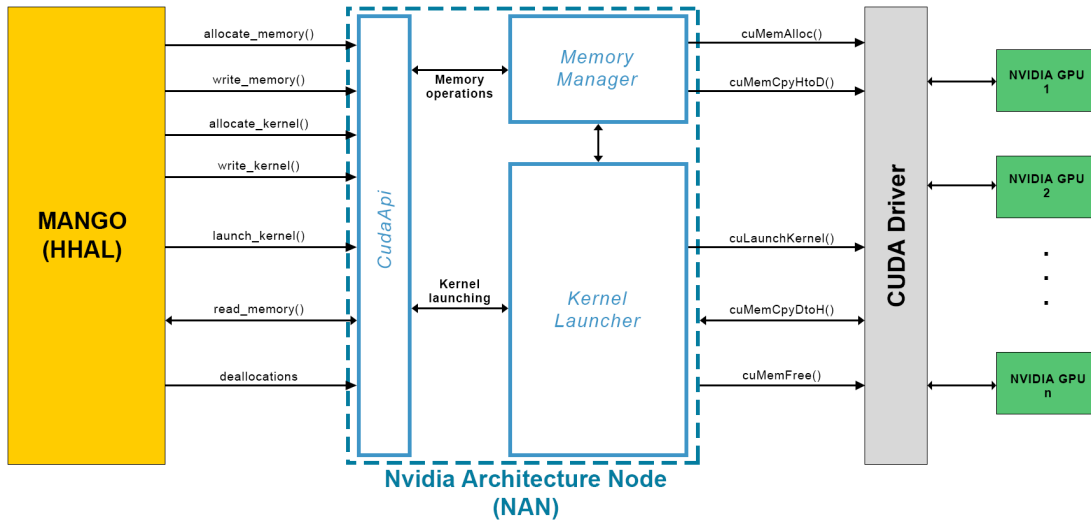 MANGO
(HHAL)
allocate_memory()
write_memory()
allocate_kernel()
write_kernel()
launch_kernel()
read_memory()
deallocations
CudaApi
Memory
operations
Kernel
launching
Memory
Manager
Kernel
Launcher
Nvidia Architecture Node
(NAN)
cuMemAlloc()
cuMemCpyHtoD()
cuLaunchKernel()
cuMemCpyDtoH()
cuMemFree()
CUDA Driver
NVIDIA GPU
1
NVIDIA GPU
2
.
.
.
NVIDIA GPU
n